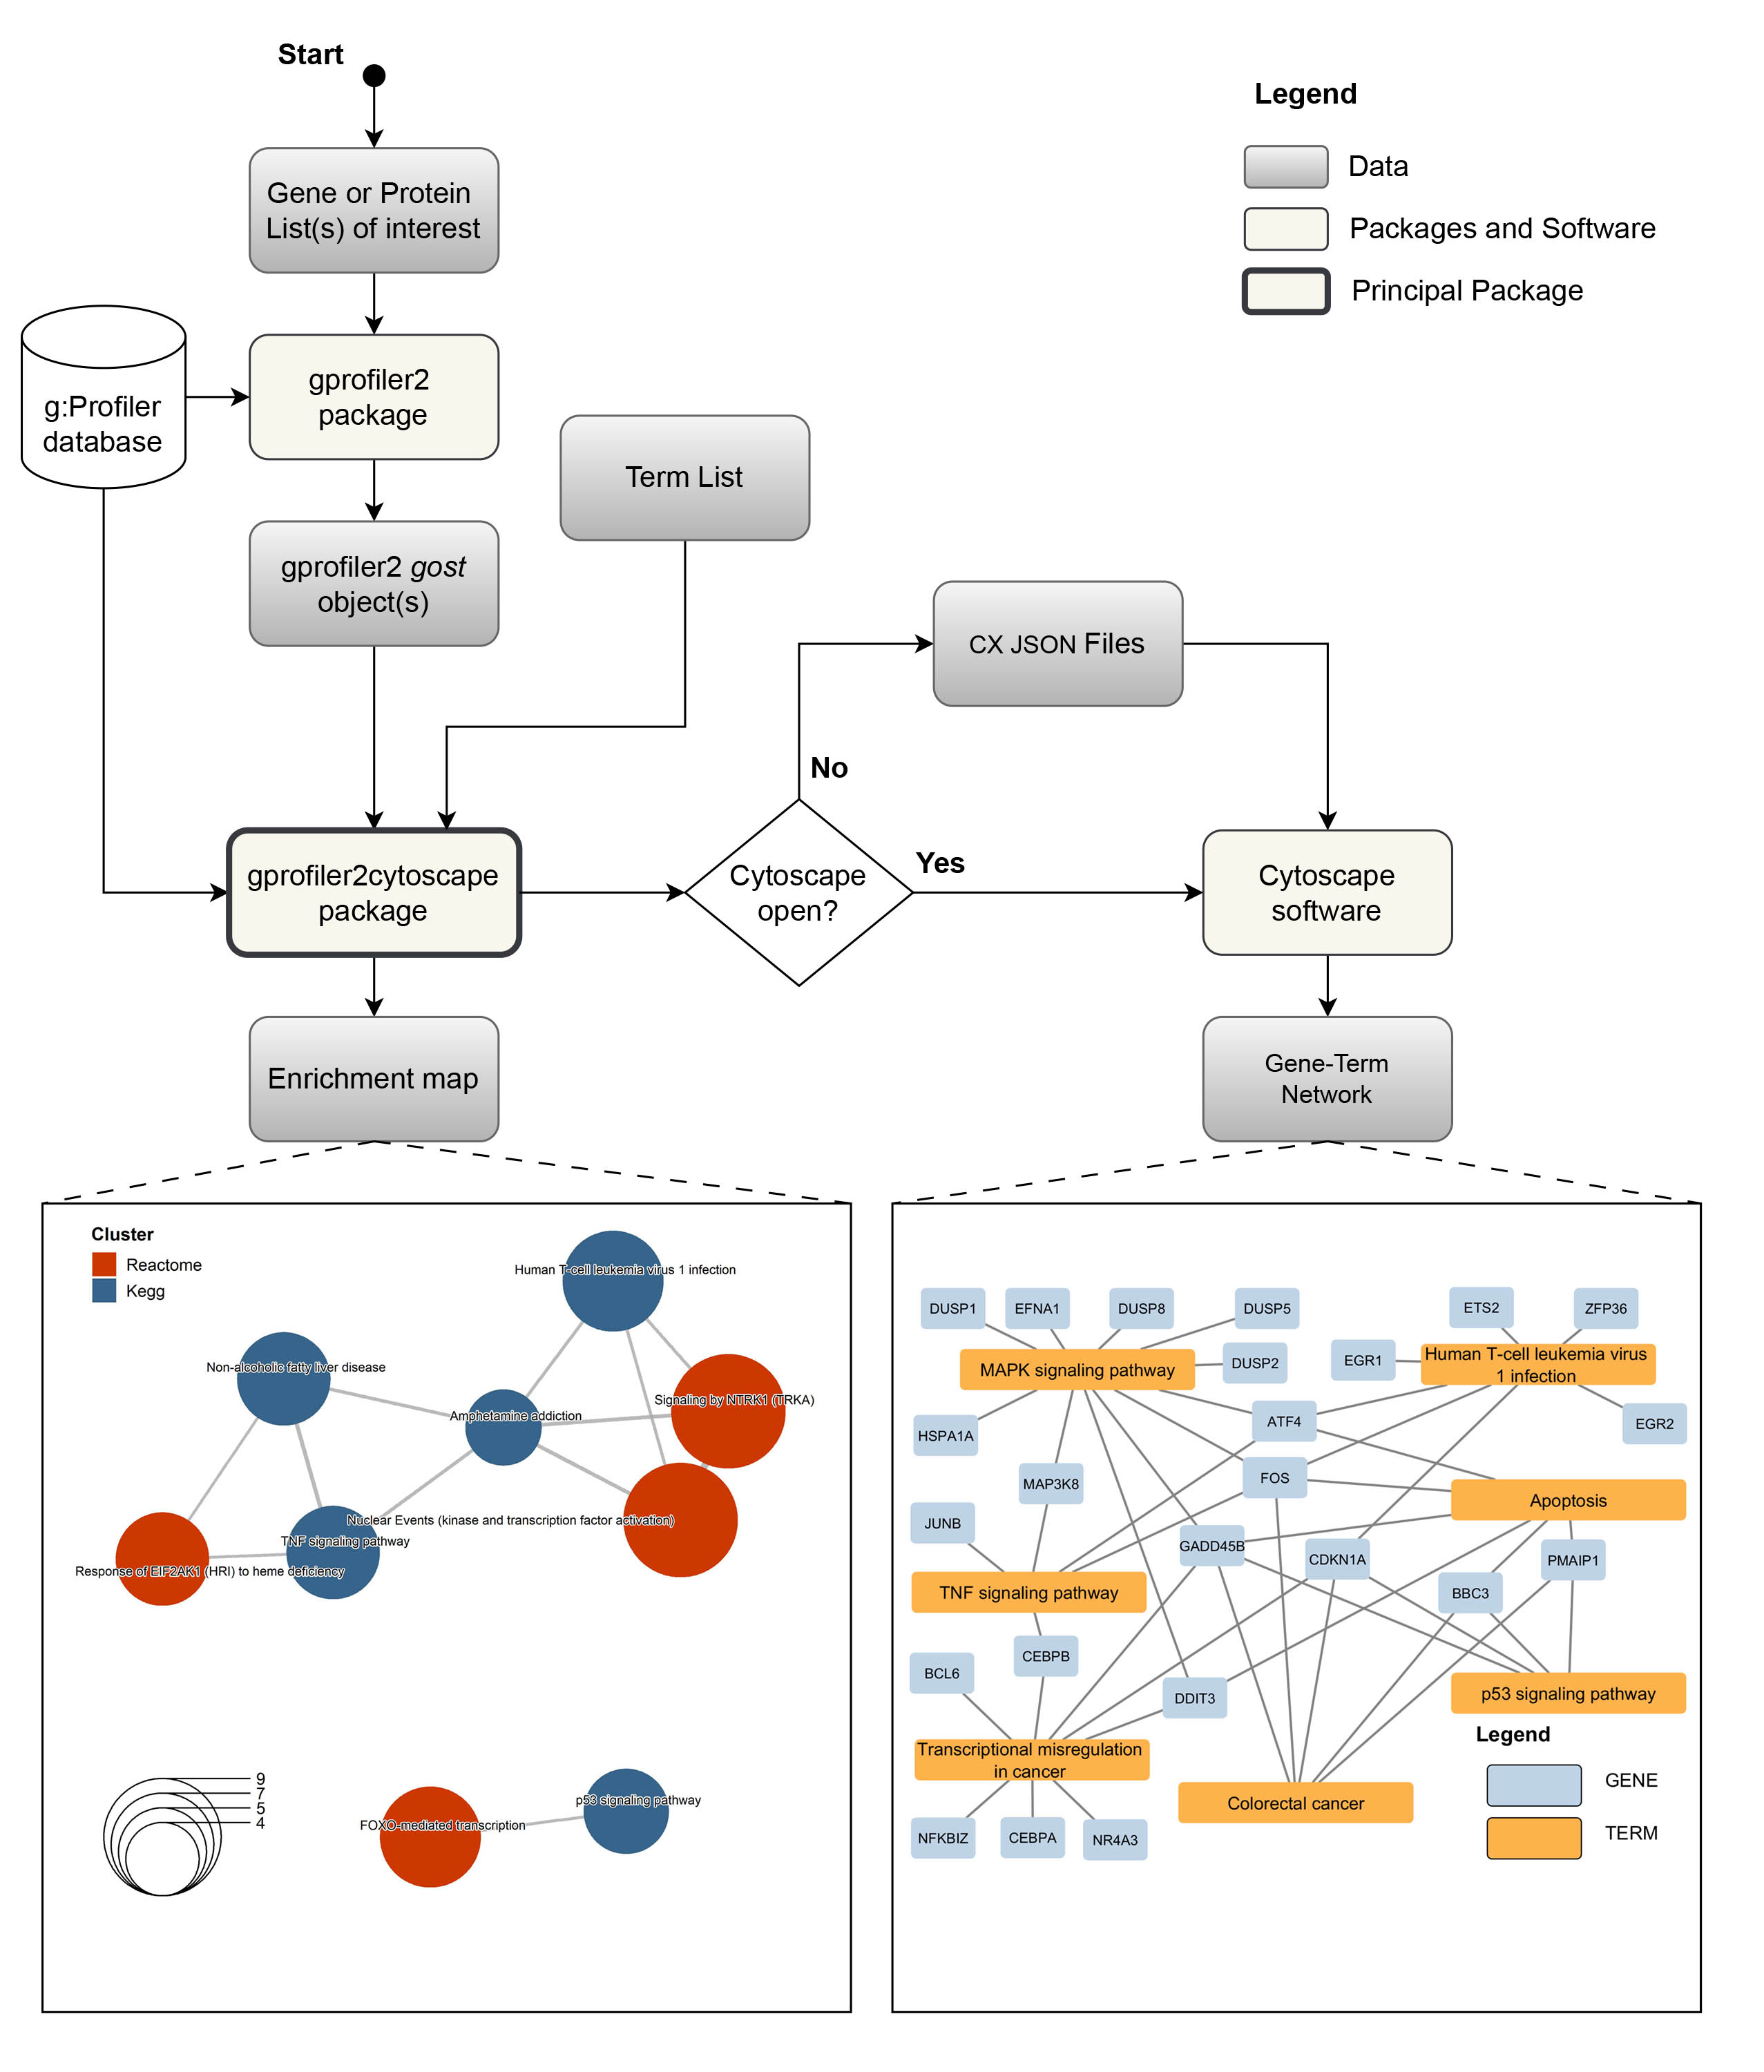 Start
Legend
Data
Packages and Software
Principal Package
Gene or Protein
List(s) of interest
g:Profiler
database
gprofiler2
package
Term List
gprofiler2 gost
object(s)
CX JSON Files
No
Yes
gprofiler2cytoscape
package
Cytoscape
open?
Cytoscape
software
Enrichment map
Gene-Term
Network
Cluster
Reactome
Kegg
Human T-cell leukemia virus 1 infection
Non-alcoholic fatty liver disease
Signaling by NTRK1 (TRKA)
Amphetamine addiction
Nuclear Events (kinase and transcription factor activation)
TNF signaling pathway
Response of EIF2AK1 (HRI) to heme deficiency
9
7
5
4
p53 signaling pathway
FOXO-mediated transcription
DUSP1
EFNA1
DUSP8
DUSP5
ETS2
ZFP36
MAPK signaling pathway
DUSP2
EGR1
Human T-cell leukemia virus
1 infection
HSPA1A
ATF4
EGR2
MAP3K8
FOS
Apoptosis
JUNB
GADD45B
CDKN1A
PMAIP1
TNF signaling pathway
BBC3
CEBPB
BCL6
DDIT3
p53 signaling pathway
Transcriptional misregulation
in cancer
Colorectal cancer
NFKBIZ
CEBPA
NR4A3
Legend
GENE
TERM